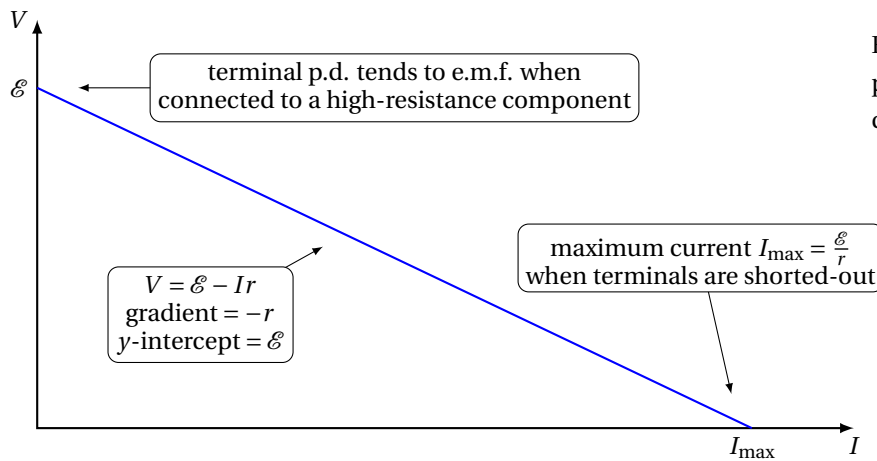 V
terminal p.d. tends to e.m.f. when
connected to a high-resistance component
ℰ
maximum current I_max = ℰ/r
when terminals are shorted-out
V = ℰ − Ir
gradient = −r
y-intercept = ℰ
I_max
I